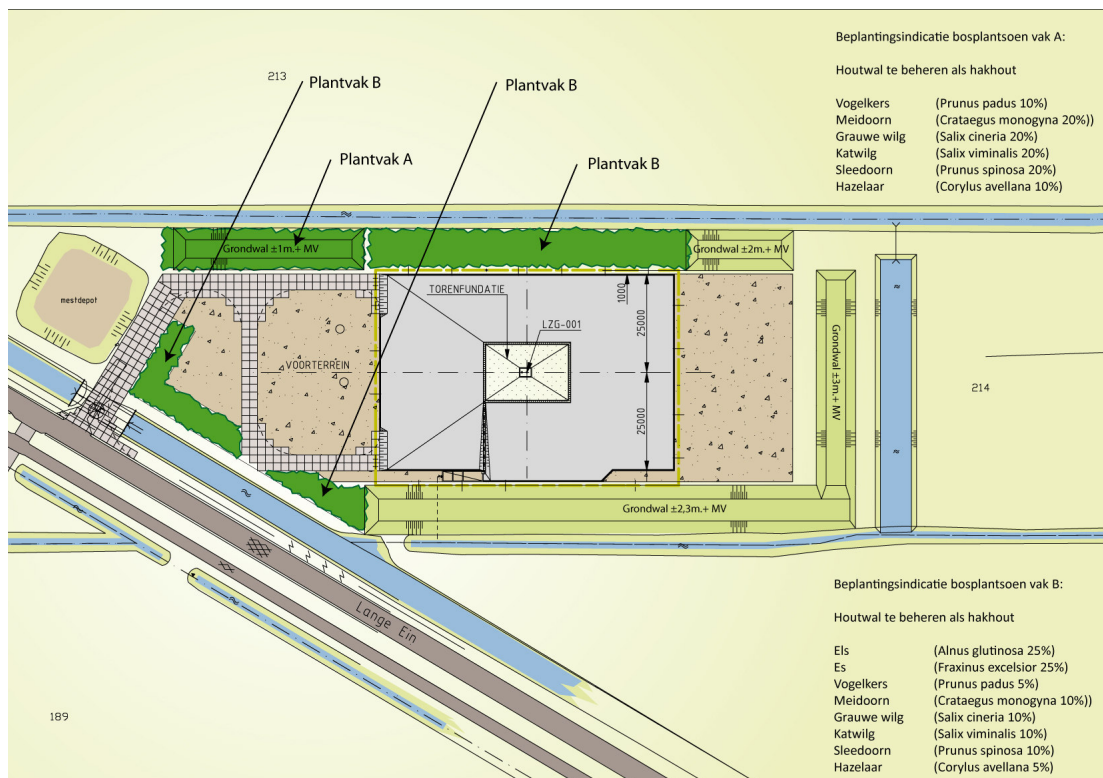 Beplantingsindicatie bosplantsoen vak A:
Houtwal te beheren als hakhout
Vogelkers (Prunus padus 10%)
Meidoorn (Crataegus monogyna 20%))
Grauwe wilg (Salix cineria 20%)
Katwilg (Salix viminalis 20%)
Sleedoorn (Prunus spinosa 20%)
Hazelaar (Corylus avellana 10%)
213
Plantvak B
Plantvak B
Plantvak A
Plantvak B
Grondwal ±1m.+ MV
Grondwal ±2m.+ MV
mestdepot
TORENFUNDATIE
LZG-001
1000
25000
VOORTERREIN
25000
Grondwal ±3m.+ MV
214
Grondwal ±2,3m.+ MV
Lange Ein
189
Beplantingsindicatie bosplantsoen vak B:
Houtwal te beheren als hakhout
Els (Alnus glutinosa 25%)
Es (Fraxinus excelsior 25%)
Vogelkers (Prunus padus 5%)
Meidoorn (Crataegus monogyna 10%))
Grauwe wilg (Salix cineria 10%)
Katwilg (Salix viminalis 10%)
Sleedoorn (Prunus spinosa 10%)
Hazelaar (Corylus avellana 5%)